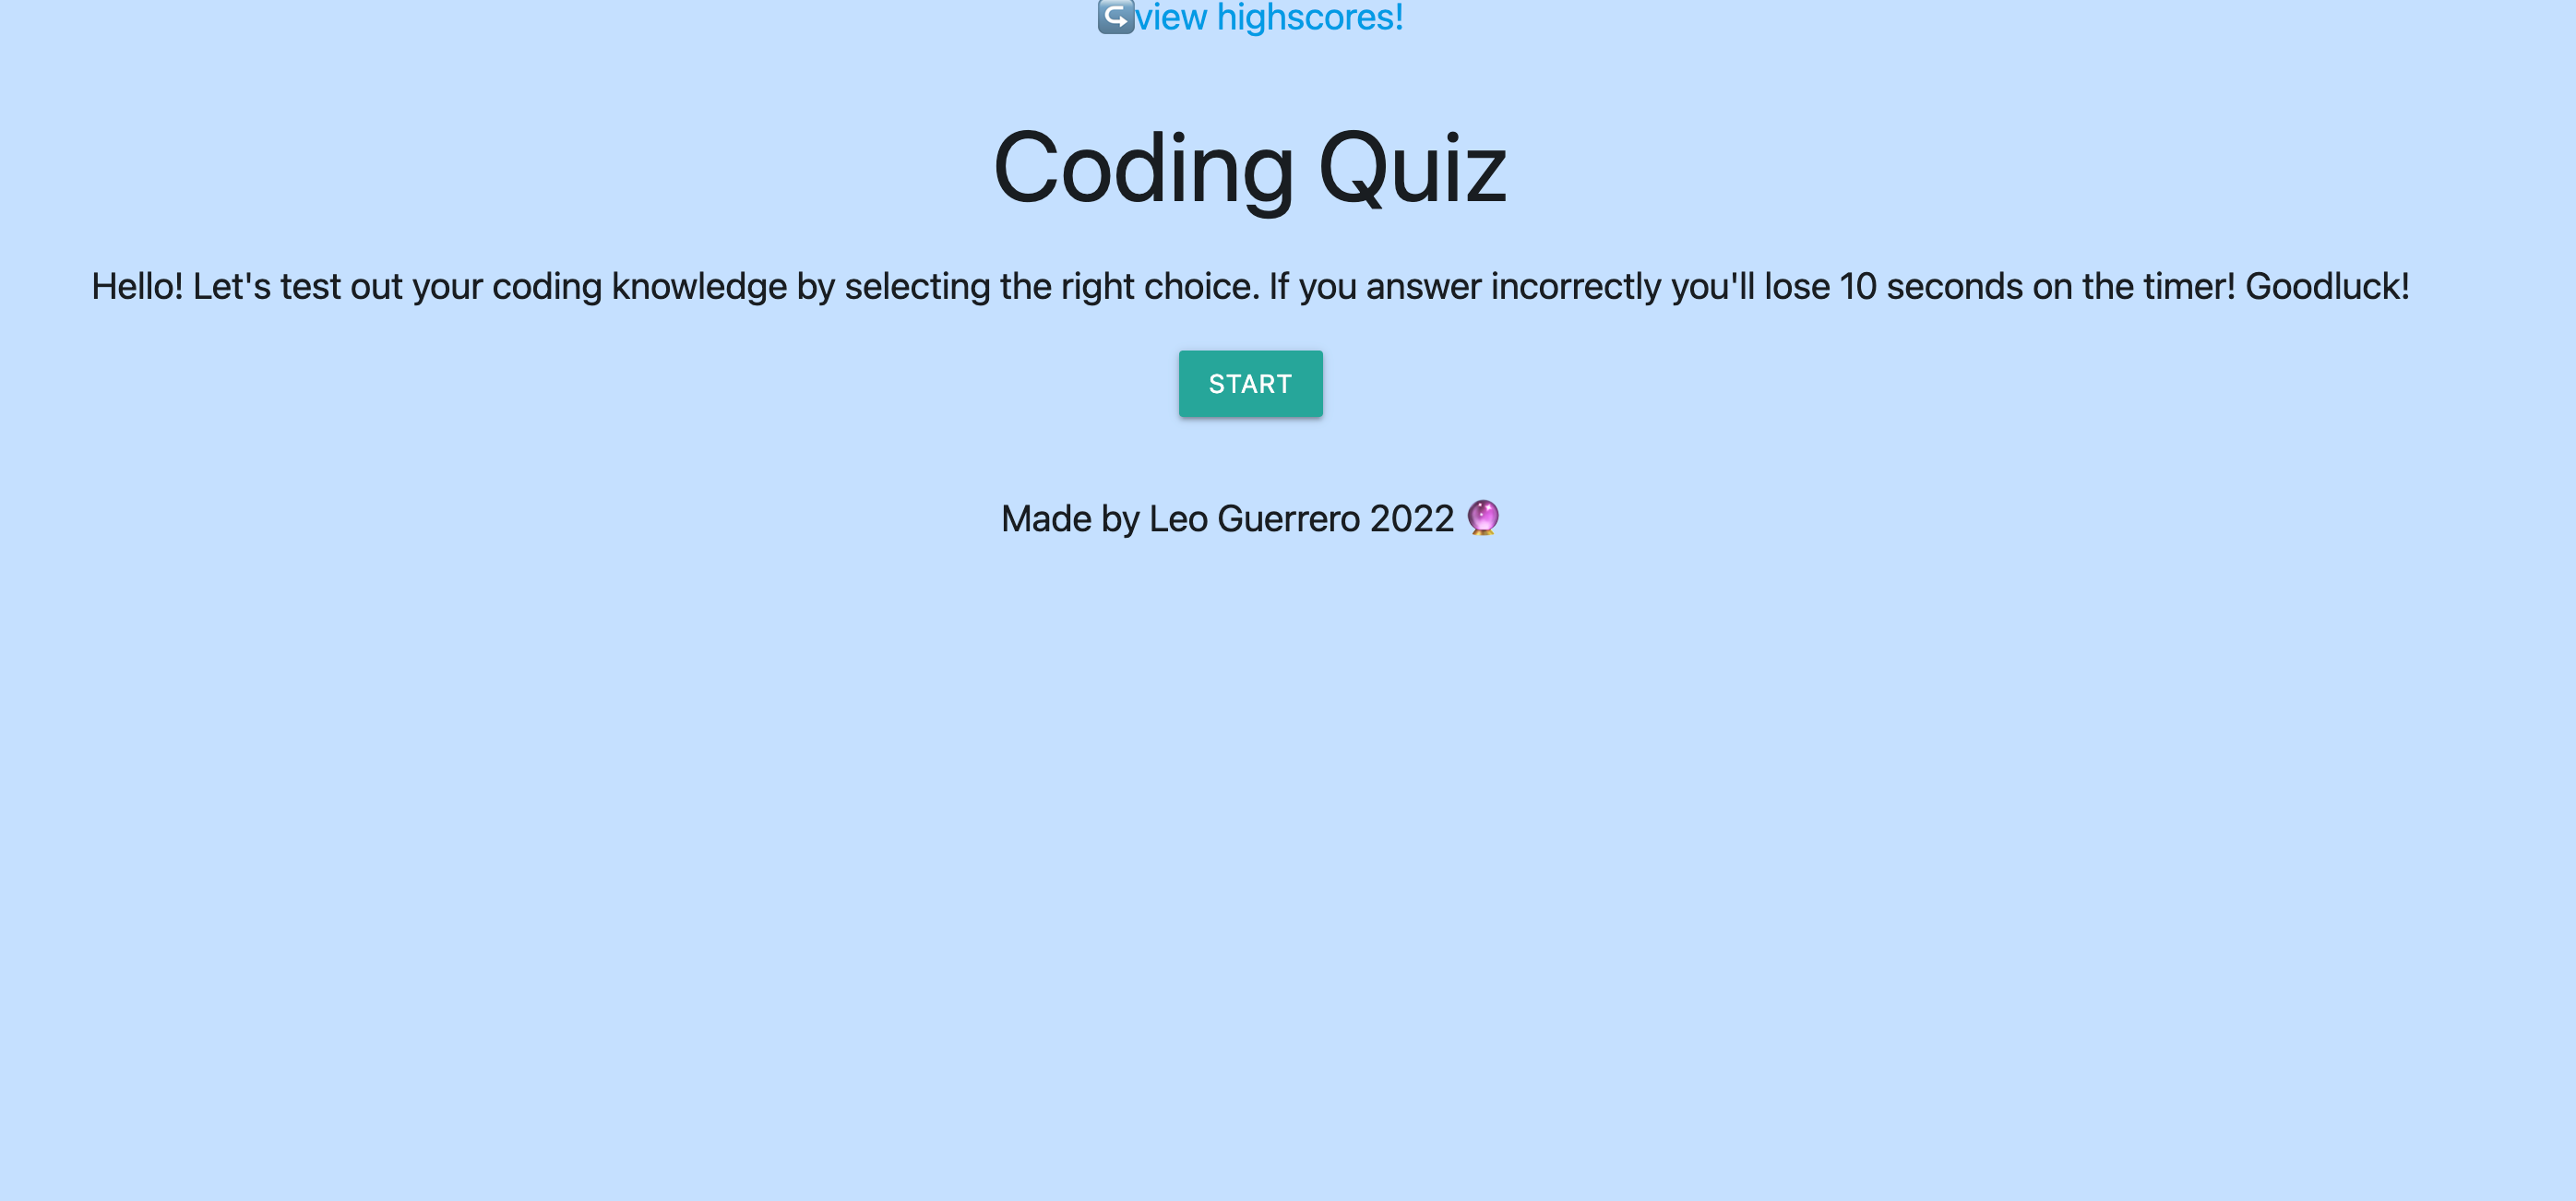 ↪️view highscores!
Coding Quiz
Hello! Let's test out your coding knowledge by selecting the right choice. If you answer incorrectly you'll lose 10 seconds on the timer! Goodluck!
START
Made by Leo Guerrero 2022 🔮